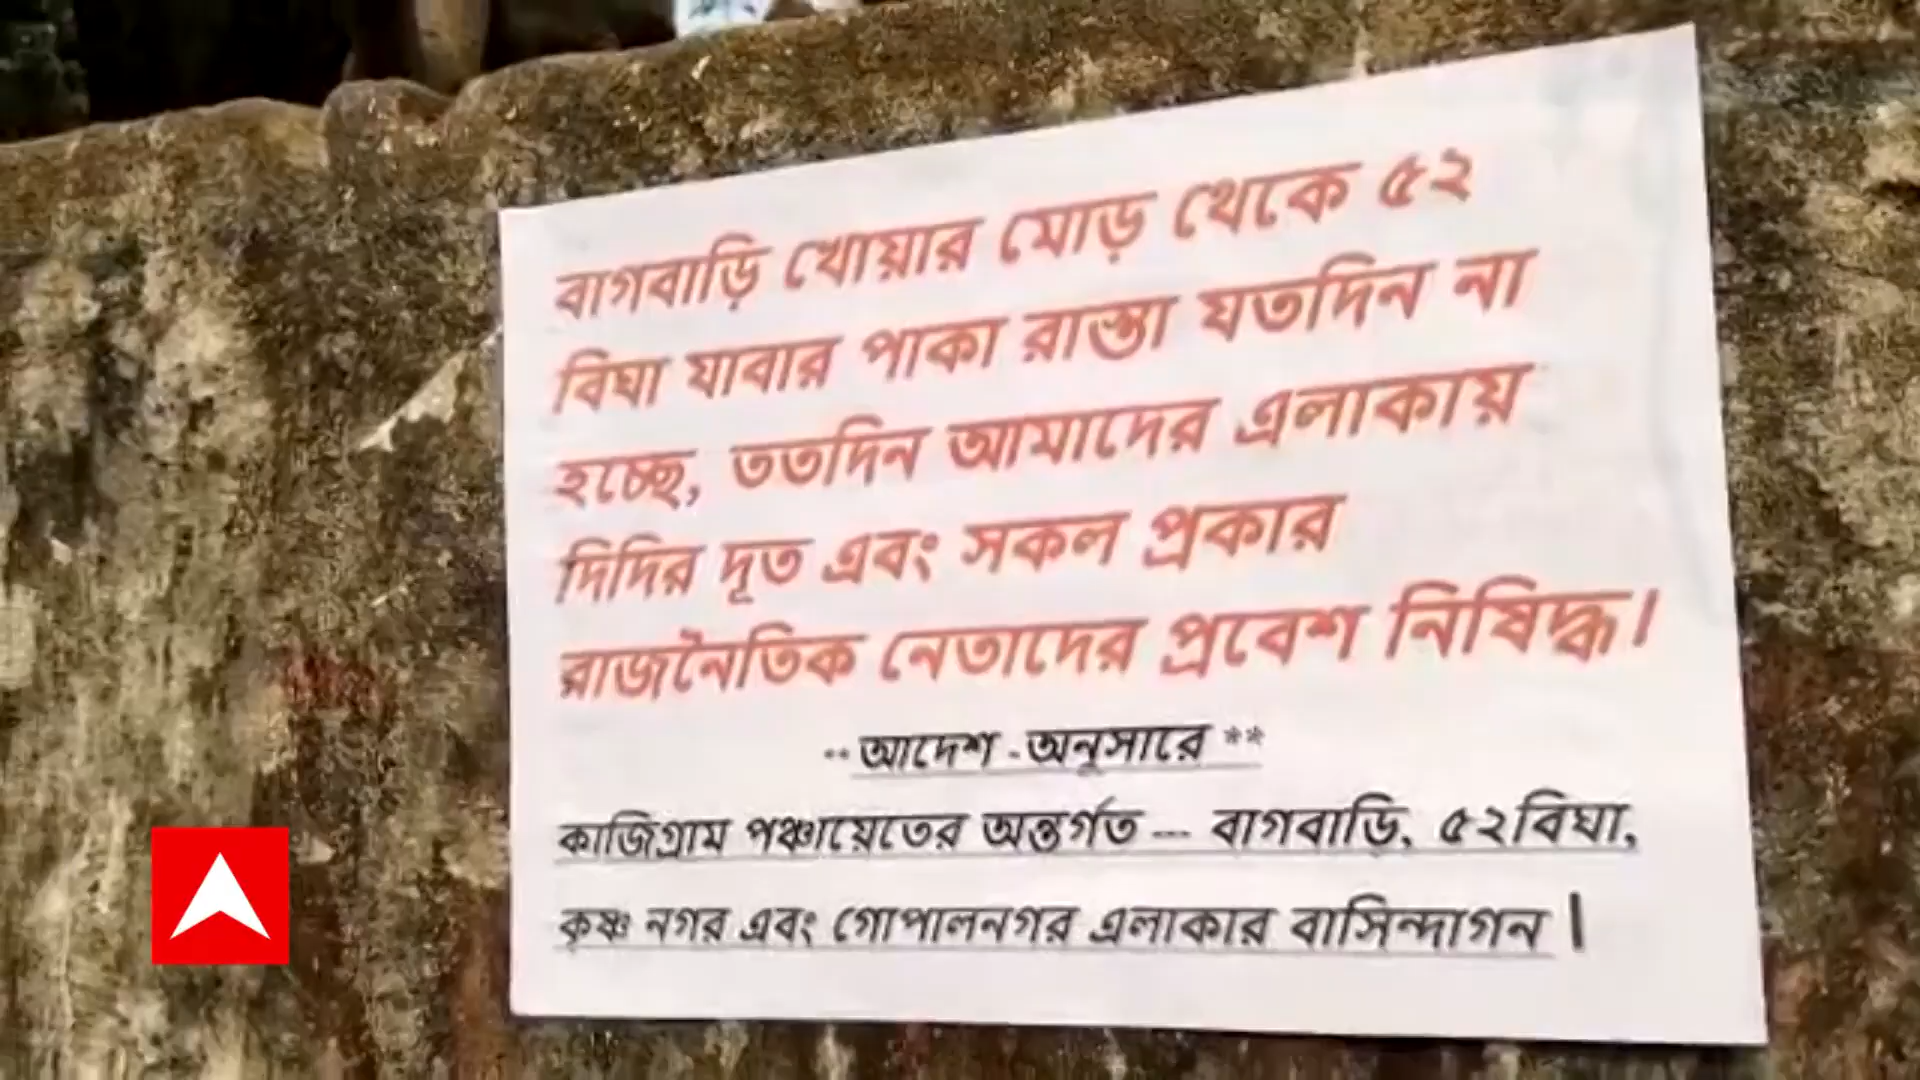 বাগবাড়ি খোয়ার মোড় থেকে ৫২
বিঘা যাবার পাকা রাস্তা যতদিন না
হচ্ছে, ততদিন আমাদের এলাকায়
দিদির দূত এবং সকল প্রকার
রাজনৈতিক নেতাদের প্রবেশ নিষিদ্ধ।
**আদেশ -অনুসারে **
কাজিগ্রাম পঞ্চায়েতের অন্তর্গত -- বাগবাড়ি, ৫২বিঘা,
কৃষ্ণ নগর এবং গোপালনগর এলাকার বাসিন্দাগন |